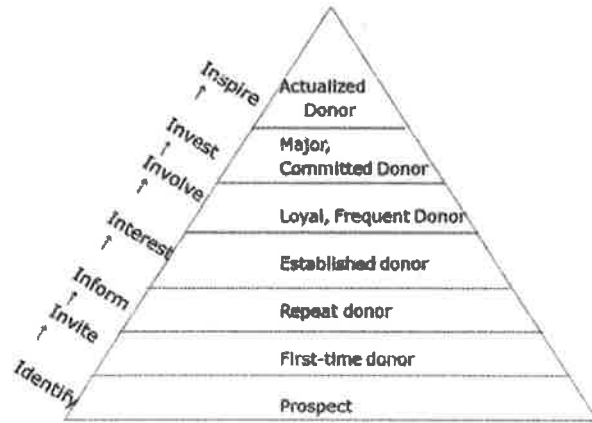 Inspire
↑
Invest
↑
Involve
↑
Interest
↑
Inform
↑
Invite
↑
Identify
Actualized
Donor
Major,
Committed Donor
Loyal, Frequent Donor
Established donor
Repeat donor
First-time donor
Prospect